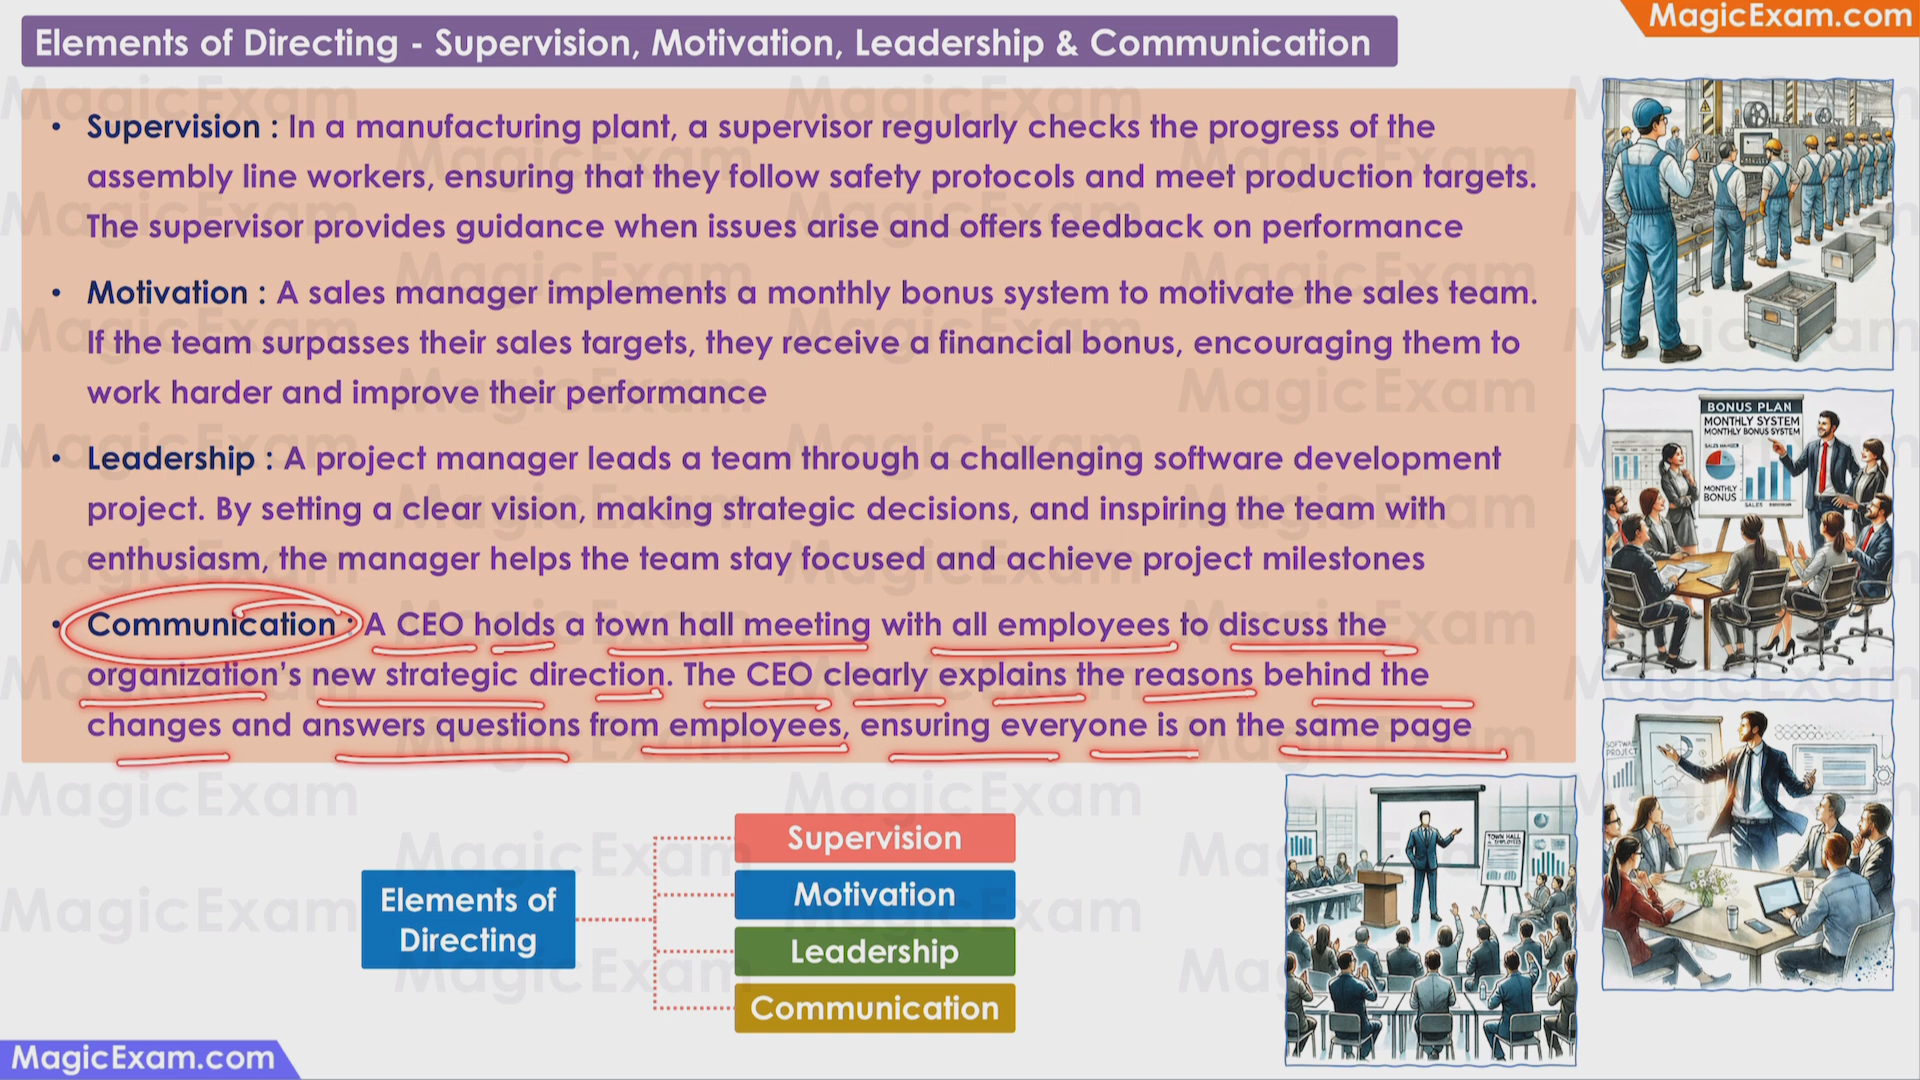 MagicExam.com
Elements of Directing - Supervision, Motivation, Leadership & Communication
• Supervision : In a manufacturing plant, a supervisor regularly checks the progress of the
assembly line workers, ensuring that they follow safety protocols and meet production targets.
The supervisor provides guidance when issues arise and offers feedback on performance
• Motivation : A sales manager implements a monthly bonus system to motivate the sales team.
If the team surpasses their sales targets, they receive a financial bonus, encouraging them to
work harder and improve their performance
• Leadership : A project manager leads a team through a challenging software development
project. By setting a clear vision, making strategic decisions, and inspiring the team with
enthusiasm, the manager helps the team stay focused and achieve project milestones
• Communication : A CEO holds a town hall meeting with all employees to discuss the
organization's new strategic direction. The CEO clearly explains the reasons behind the
changes and answers questions from employees, ensuring everyone is on the same page
BONUS PLAN
MONTHLY SYSTEM
MONTHLY BONUS SYSTEM
MONTHLY
BONUS
SALES
Elements of
Directing
Supervision
Motivation
Leadership
Communication
TOWN HALL
PROJECT
MagicExam
MagicExam.com